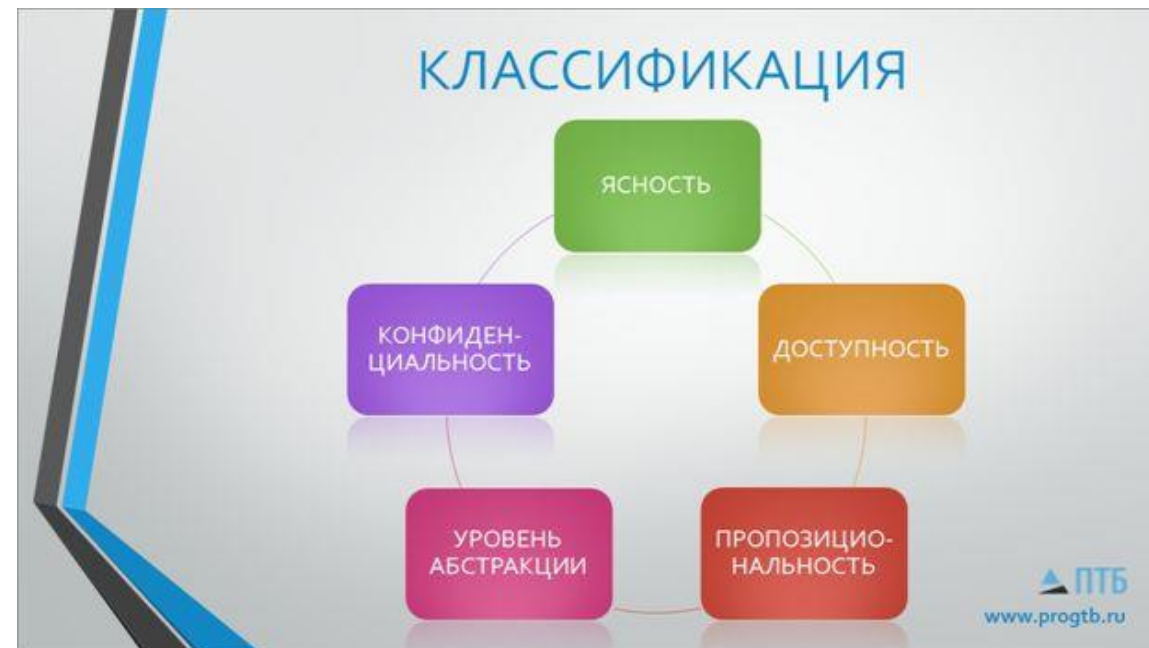 КЛАССИФИКАЦИЯ
ЯСНОСТЬ
КОНФИДЕН-
ЦИАЛЬНОСТЬ
ДОСТУПНОСТЬ
УРОВЕНЬ
АБСТРАКЦИИ
ПРОПОЗИЦИО-
НАЛЬНОСТЬ
ПТБ
www.progtb.ru